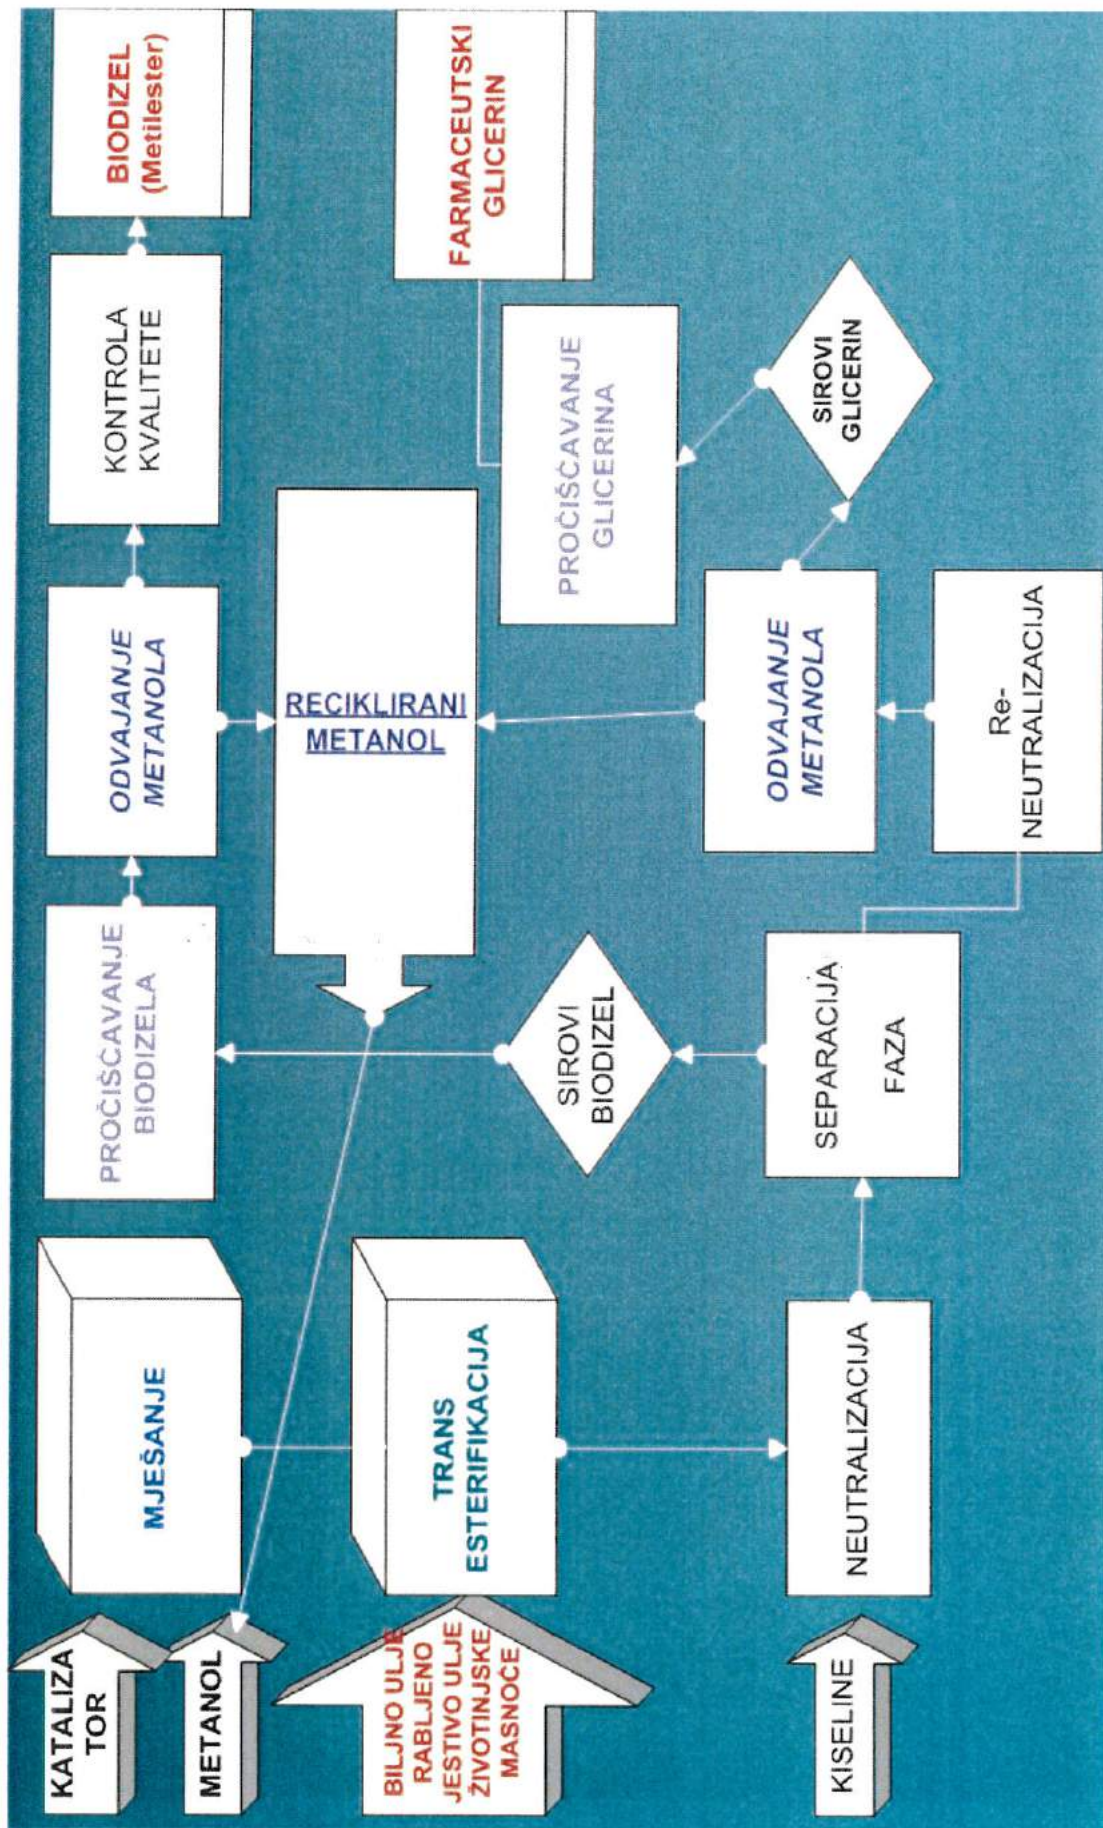 KATALIZA
TOR
METANOL
BILJNO ULJE
RABLJENO
JESTIVO ULJE
ŽIVOTINJSKE
MASNOĆE
KISELINE
MJEŠANJE
TRANS
ESTERIFIKACIJA
NEUTRALIZACIJA
PROČIŠĆAVANJE
BIODIZELA
SIROVI
BIODIZEL
SEPARACIJA
FAZA
ODVAJANJE
METANOLA
RECIKLIRANI
METANOL
ODVAJANJE
METANOLA
Re-
NEUTRALIZACIJA
KONTROLA
KVALITETE
PROČIŠĆAVANJE
GLICERINA
SIROVI
GLICERIN
BIODIZEL
(Metilester)
FARMACEUTSKI
GLICERIN